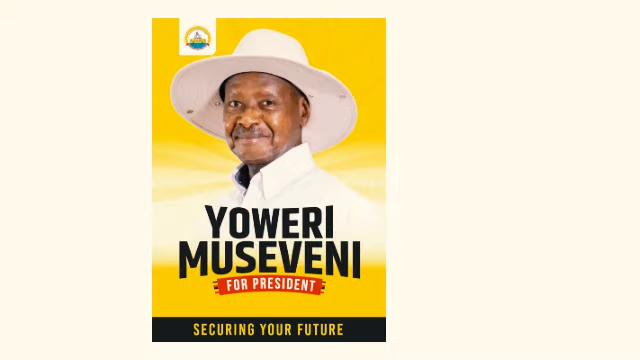 YOWERI
MUSEVENI
FOR PRESIDENT
SECURING YOUR FUTURE